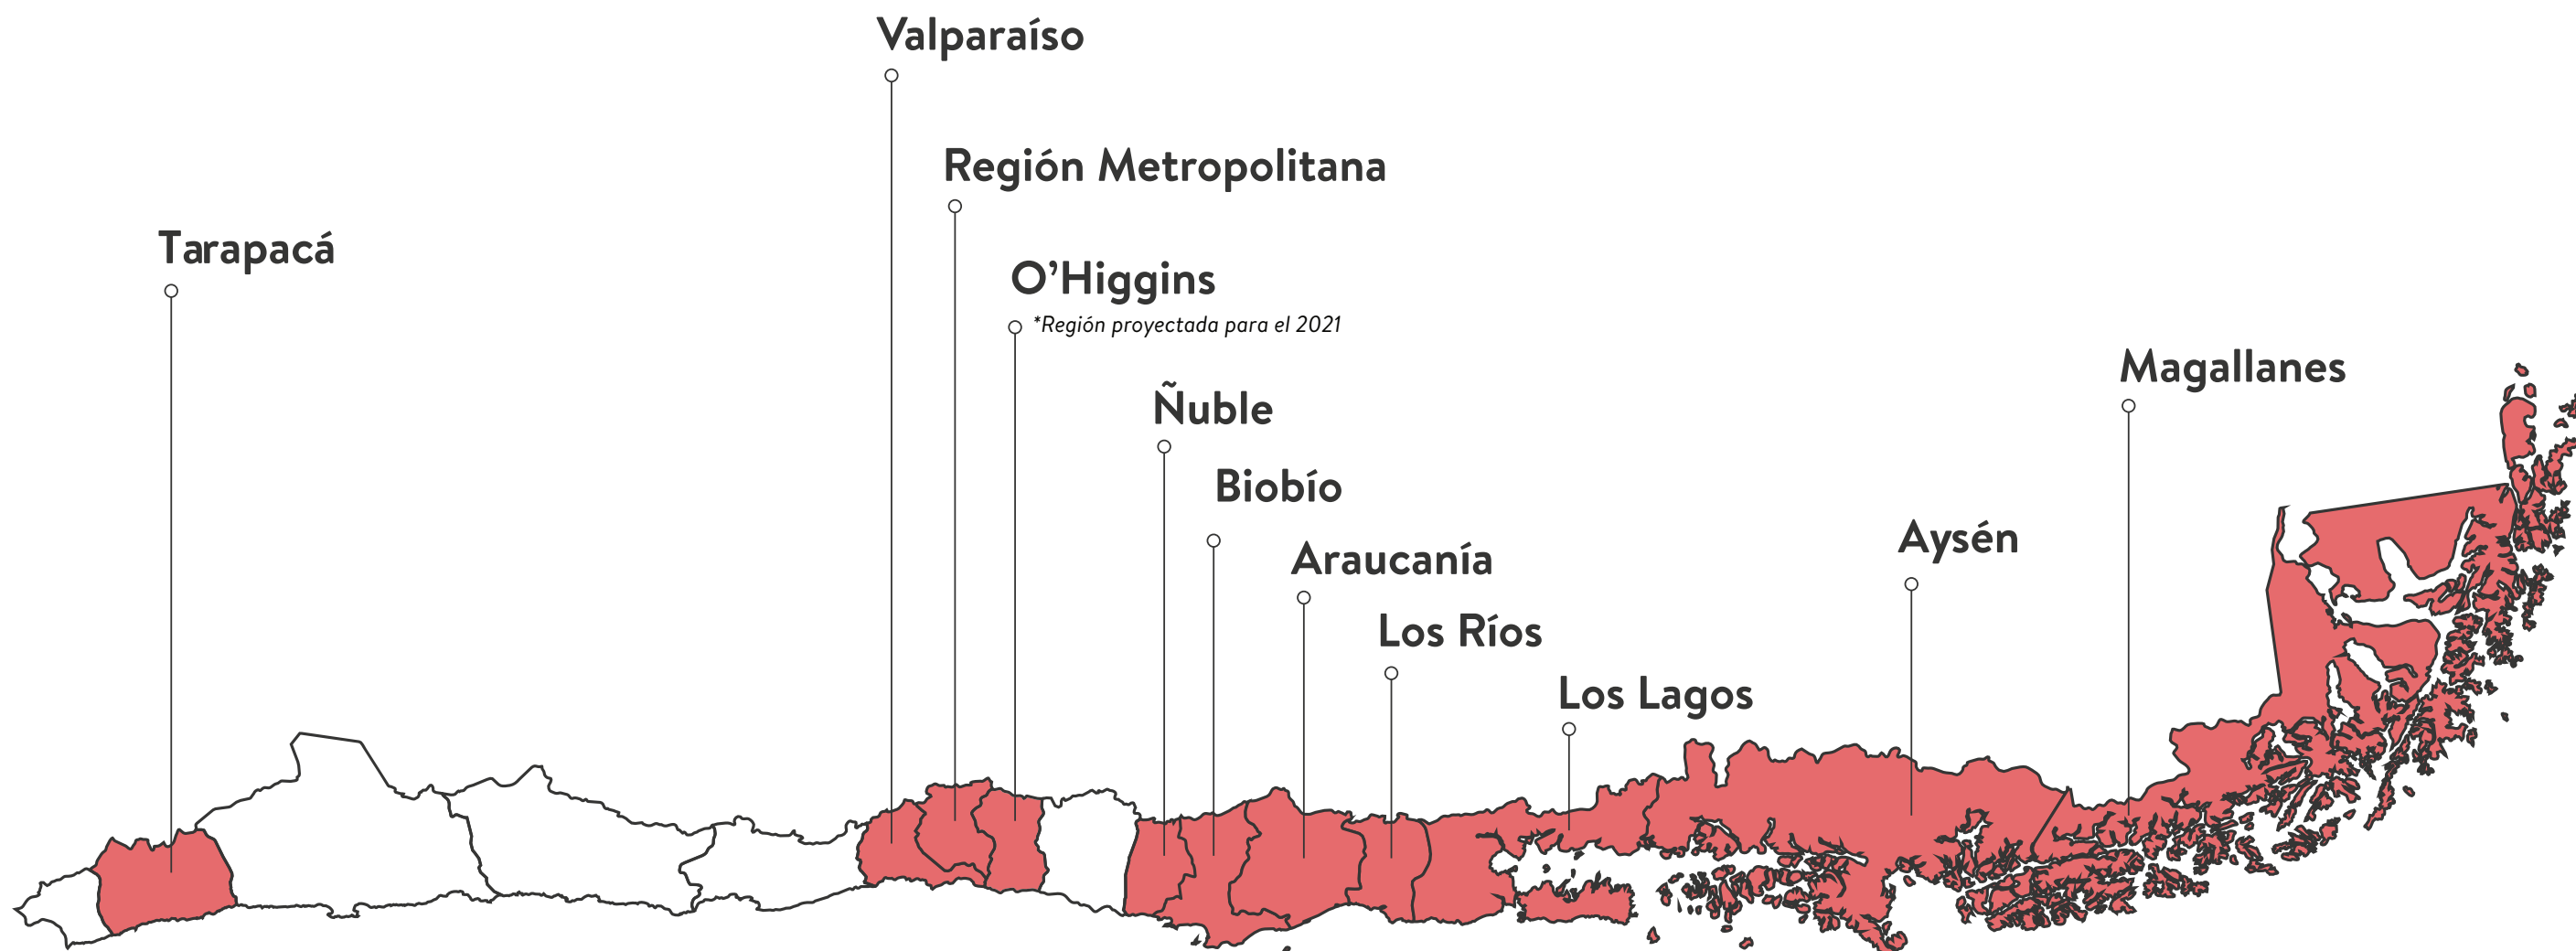 Valparaíso
Región Metropolitana
Tarapacá
O’Higgins
*Región proyectada para el 2021
Magallanes
Ñuble
Biobío
Aysén
Araucanía
Los Ríos
Los Lagos